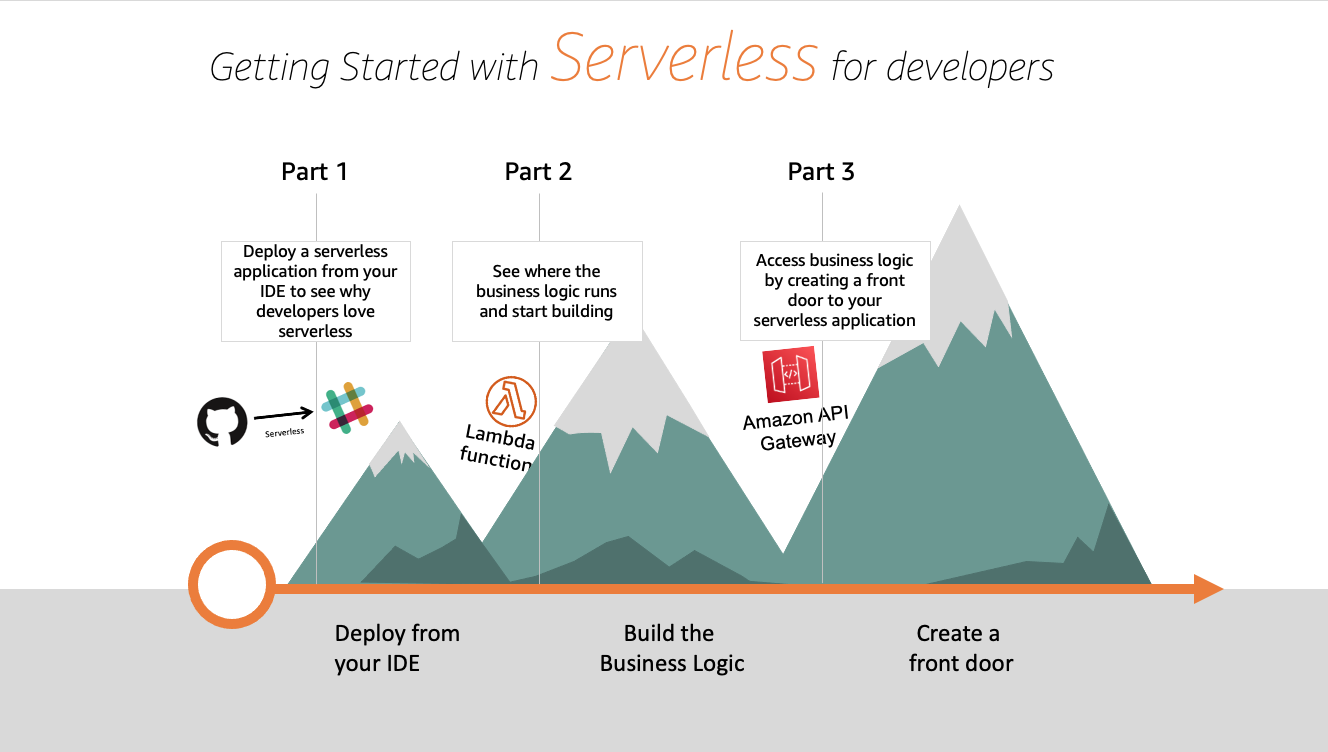 Getting Started with Serverless for developers
Part 1
Part 2
Part 3
Deploy a serverless
application from your
IDE to see why
developers love
serverless
See where the
business logic runs
and start building
Access business logic
by creating a front
door to your
serverless application
Serverless
Lambda
function
</>
Amazon API
Gateway
Deploy from
your IDE
Build the
Business Logic
Create a
front door